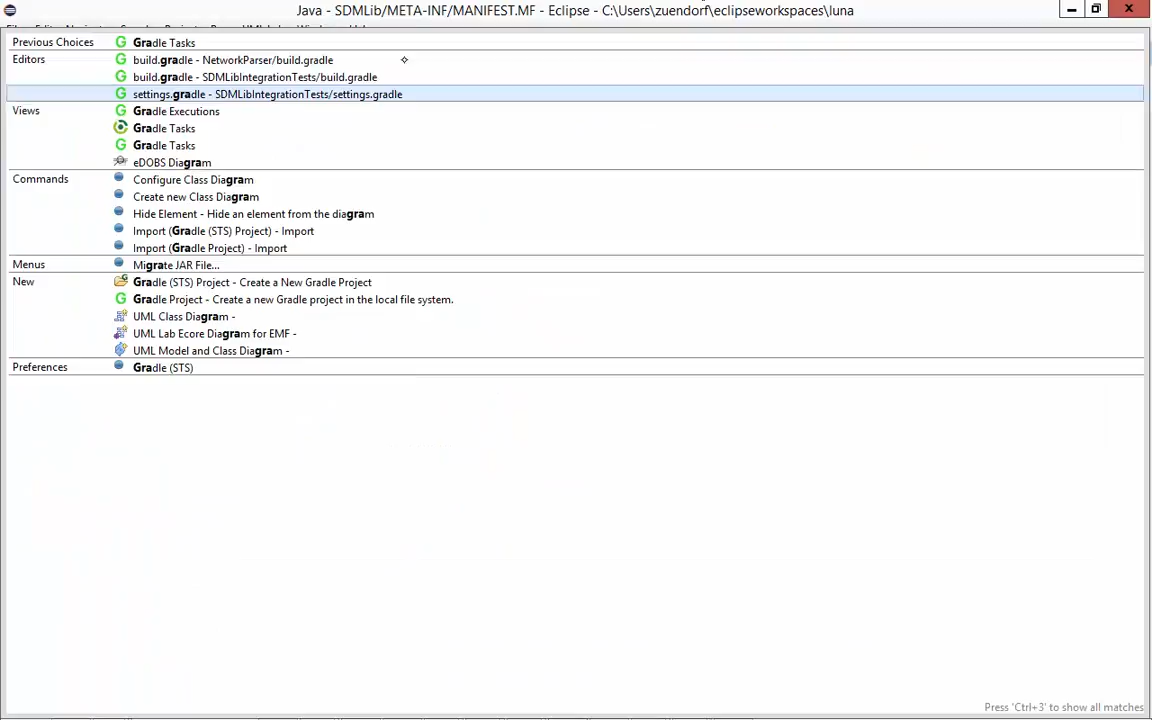 Java - SDMLib/META-INF/MANIFEST.MF - Eclipse - C:\Users\zuendorf\eclipseworkspaces\luna
Previous Choices Gradle Tasks
Editors build.gradle - NetworkParser/build.gradle
build.gradle - SDMLibIntegrationTests/build.gradle
settings.gradle - SDMLibIntegrationTests/settings.gradle
Views Gradle Executions
Gradle Tasks
Gradle Tasks
eDOBS Diagram
Commands Configure Class Diagram
Create new Class Diagram
Hide Element - Hide an element from the diagram
Import (Gradle (STS) Project) - Import
Import (Gradle Project) - Import
Menus Migrate JAR File...
New Gradle (STS) Project - Create a New Gradle Project
Gradle Project - Create a new Gradle project in the local file system.
UML Class Diagram -
UML Lab Ecore Diagram for EMF -
UML Model and Class Diagram -
Preferences Gradle (STS)
Press 'Ctrl+3' to show all matches